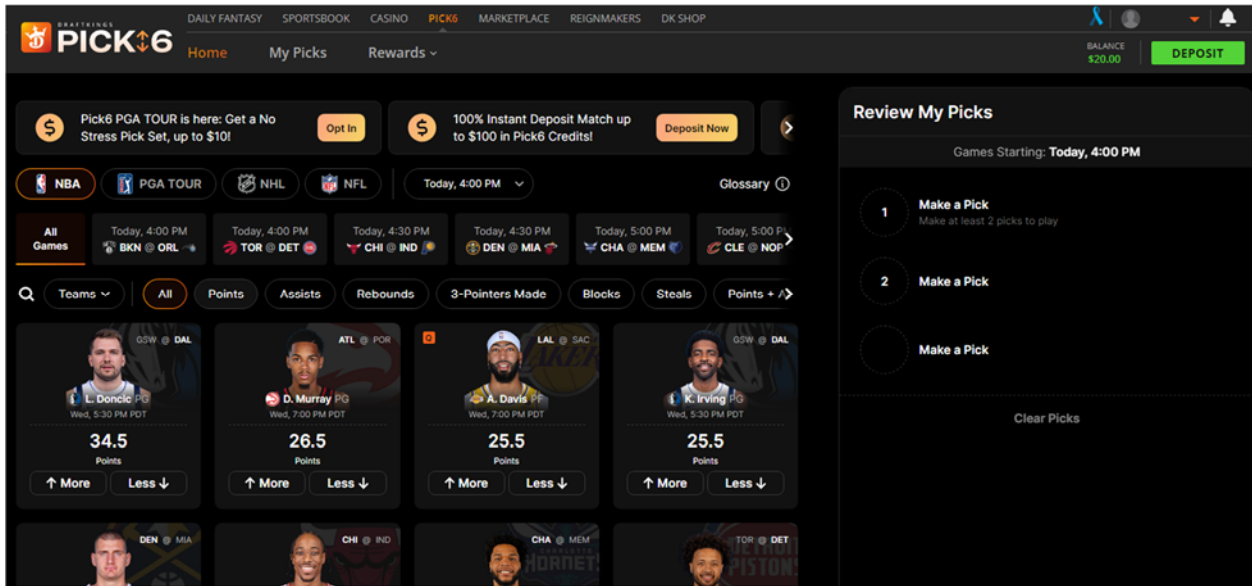 DRAFTKINGS
PICK6
DAILY FANTASY SPORTSBOOK CASINO PICK6 MARKETPLACE REIGNMAKERS DK SHOP
Home My Picks Rewards
BALANCE
$20.00
DEPOSIT
Pick6 PGA TOUR is here: Get a No
Stress Pick Set, up to $10!
Opt In
100% Instant Deposit Match up
to $100 in Pick6 Credits!
Deposit Now
NBA PGA TOUR NHL NFL Today, 4:00 PM Glossary
All
Games
Today, 4:00 PM
BKN @ ORL
Today, 4:00 PM
TOR @ DET
Today, 4:30 PM
CHI @ IND
Today, 4:30 PM
DEN @ MIA
Today, 5:00 PM
CHA @ MEM
Today, 5:00 P
CLE @ NOP
Teams All Points Assists Rebounds 3-Pointers Made Blocks Steals Points + A
GSW @ DAL
L. Doncic PG
Wed, 5:30 PM PDT
34.5
Points
More Less
ATL @ POR
D. Murray PG
Wed, 7:00 PM PDT
26.5
Points
More Less
Q
LAL @ SAC
A. Davis PF
Wed, 7:00 PM PDT
25.5
Points
More Less
GSW @ DAL
K. Irving PG
Wed, 5:30 PM PDT
25.5
Points
More Less
DEN @ MIA
CHI @ IND
CHA @ MEM
TOR @ DET
Review My Picks
Games Starting: Today, 4:00 PM
1
Make a Pick
Make at least 2 picks to play
2
Make a Pick
Make a Pick
Clear Picks